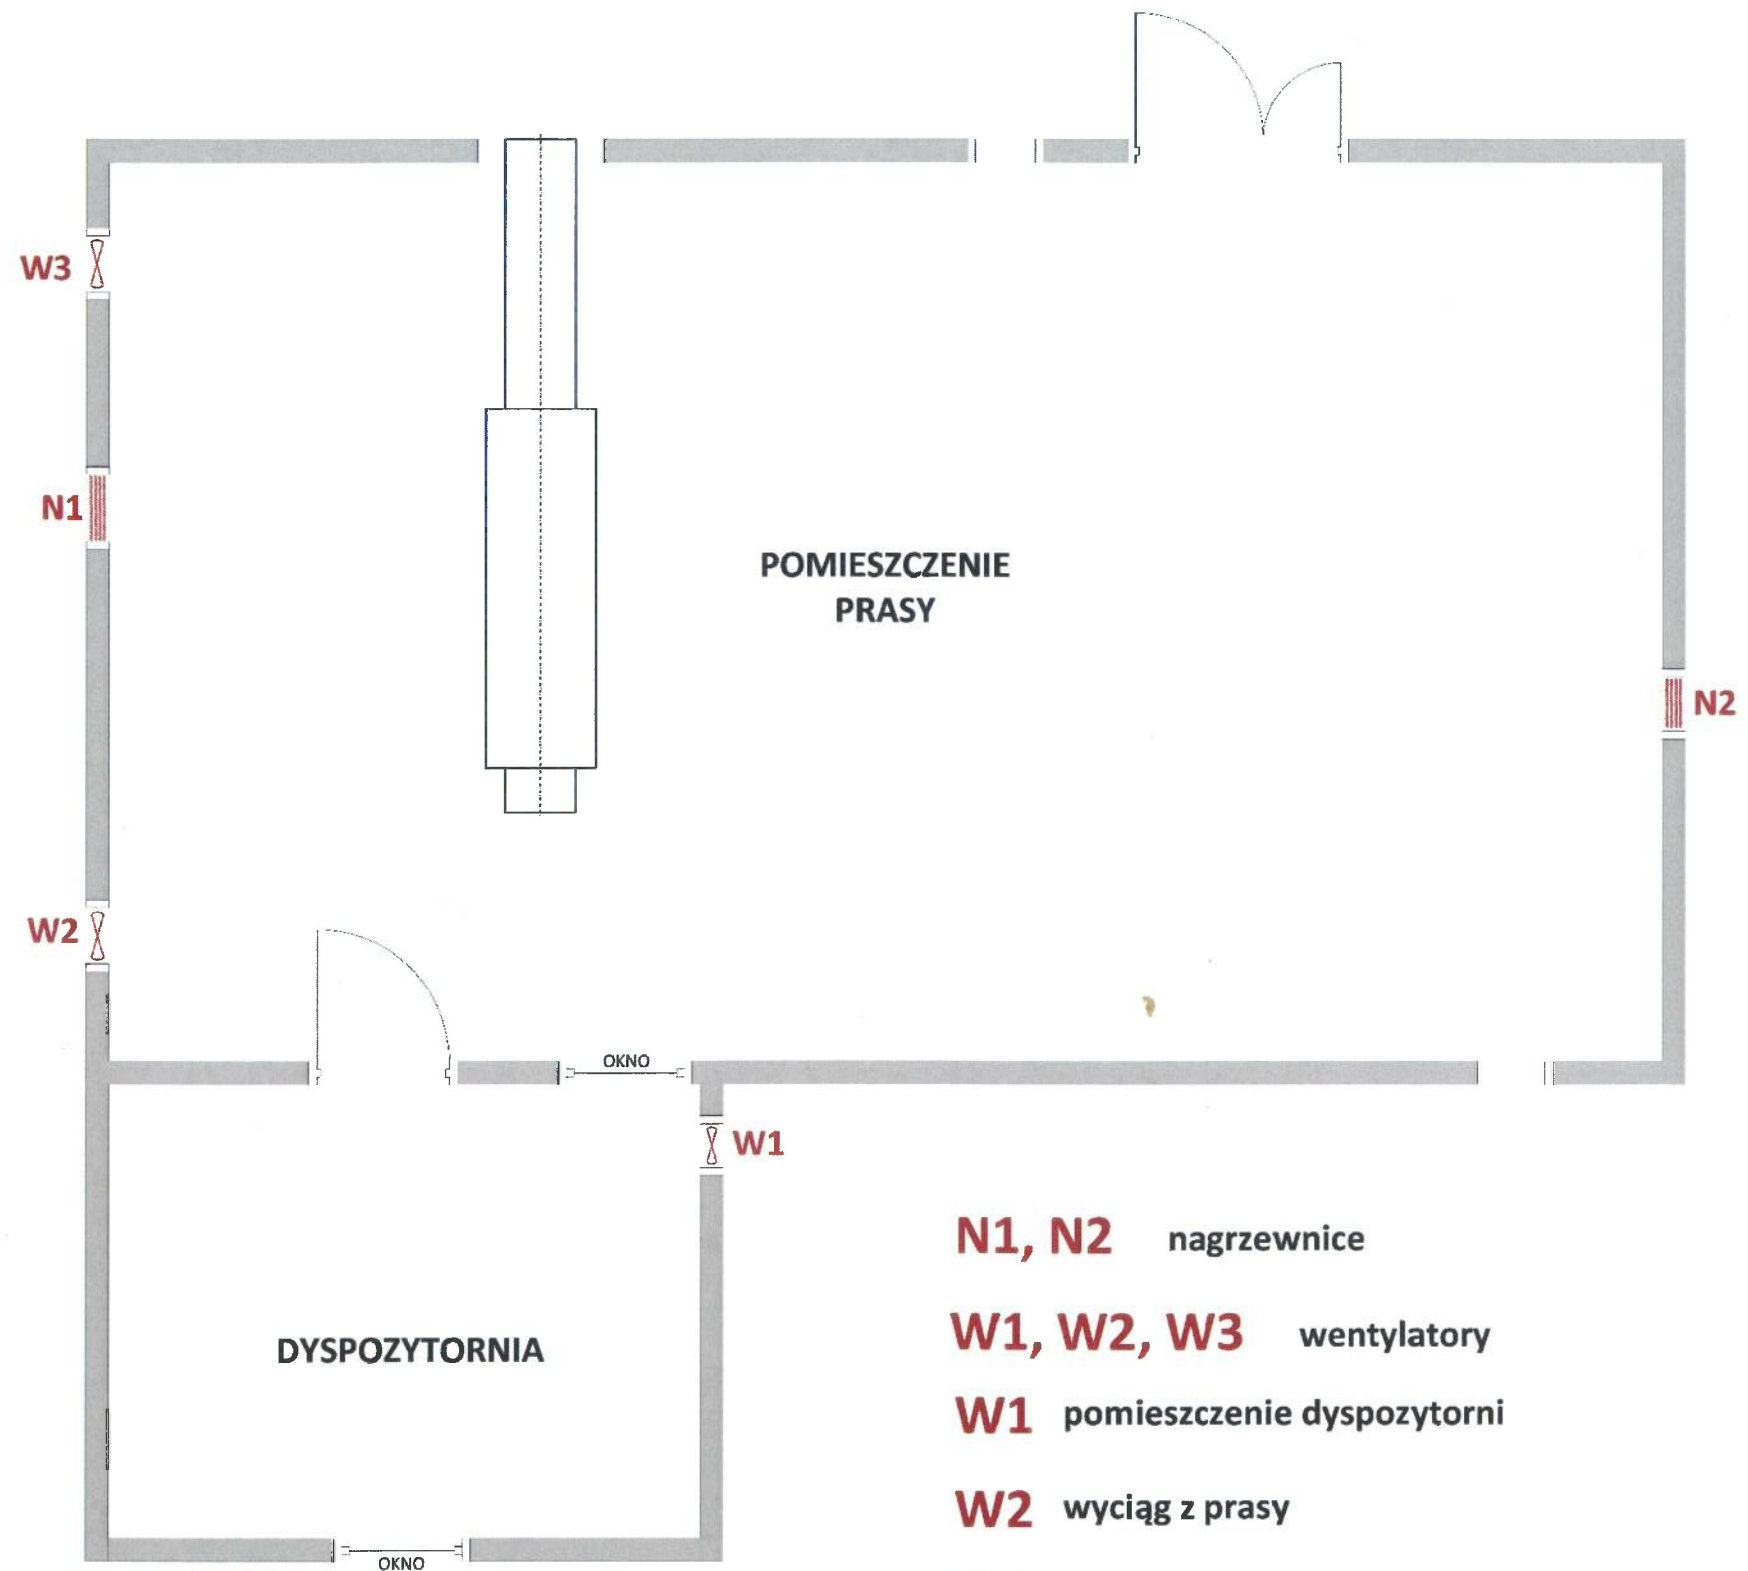 W3
N1
POMIESZCZENIE
PRASY
N2
W2
OKNO
W1
N1, N2 nagrzewnice
W1, W2, W3 wentylatory
DYSPOZYTORNIA
W1 pomieszczenie dyspozytorni
W2 wyciąg z prasy
OKNO